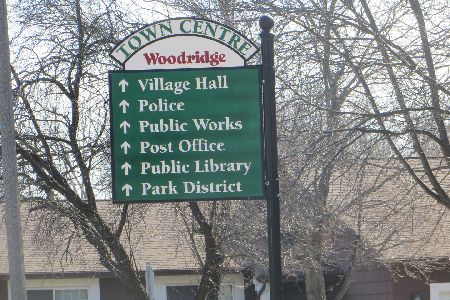 TOWN CENTRE
Woodridge
↑ Village Hall
↑ Police
↑ Public Works
↑ Post Office
↑ Public Library
↑ Park District